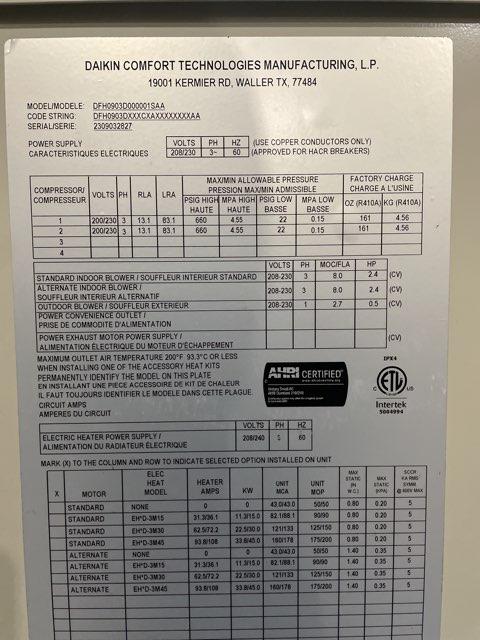 DAIKIN COMFORT TECHNOLOGIES MANUFACTURING, L.P.
19001 KERMIER RD, WALLER TX, 77484
MODEL/MODELE: DFH0903D000001SAA
CODE STRING: DFH0903DXXXCXAXXXXXXXXAA
SERIAL/SERIE: 2309032827
POWER SUPPLY VOLTS PH HZ (USE COPPER CONDUCTORS ONLY)
CARACTERISTIQUES ELECTRIQUES 208/230 3~ 60 (APPROVED FOR HACR BREAKERS)
COMPRESSOR/ COMPRESEUR VOLTS PH RLA LRA MAX/MIN ALLOWABLE PRESSURE PRESSION MAX/MIN ADMISSIBLE FACTORY CHARGE CHARGE A L'USINE
PSIG HIGH HAUTE MPA HIGH HAUTE PSIG LOW BASSE MPA LOW BASSE OZ (R410A) KG (R410A)
1 200/230 3 13.1 83.1 660 4.55 22 0.15 161 4.56
2 200/230 3 13.1 83.1 660 4.55 22 0.15 161 4.56
3
4
VOLTS PH MOC/FLA HP
STANDARD INDOOR BLOWER / SOUFFLEUR INTERIEUR STANDARD 208-230 3 8.0 2.4 (CV)
ALTERNATE INDOOR BLOWER /
SOUFFLEUR INTERIEUR ALTERNATIF 208-230 3 8.0 2.4 (CV)
OUTDOOR BLOWER / SOUFFLEUR EXTERIEUR 208-230 1 2.7 0.5 (CV)
POWER CONVENIENCE OUTLET /
PRISE DE COMMODITE D'ALIMENTATION
POWER EXHAUST MOTOR POWER SUPPLY / (CV)
ALIMENTATION ÉLECTRIQUE DU MOTEUR D'ÉCHAPPEMENT
MAXIMUM OUTLET AIR TEMPERATURE 200°F 93.3°C OR LESS
WHEN INSTALLING ONE OF THE ACCESSORY HEAT KITS
PERMANENTLY IDENTIFY THE MODEL ON THIS PLATE
EN INSTALLANT UNE PIECE ACCESSOIRE DE KIT DE CHALEUR
IL FAUT TOUJOURS IDENTIFIER LE MODELE DANS CETTE PLAQUE.
CIRCUIT AMPS
AMPERES DU CIRCUIT
AHRI CERTIFIED
IPX4
C ETL US
Intertek
5004994
VOLTS PH HZ
ELECTRIC HEATER POWER SUPPLY /
ALIMENTATION DU RADIATEUR ÉLECTRIQUE 208/240 60
MARK (X) TO THE COLUMN AND ROW TO INDICATE SELECTED OPTION INSTALLED ON UNIT
X MOTOR ELEC HEAT MODEL HEATER AMPS KW UNIT MCA UNIT MOP MAX STATIC (IN W.C.) MAX STATIC (KPA) SCCR KA RMS SYMM. @ 600V MAX
STANDARD NONE 0 0 43.0/43.0 50/50 0.80 0.20 5
STANDARD EH*D-3M15 31.3/36.1 11.3/15.0 82.1/88.1 90/90 0.80 0.20 5
STANDARD EH*D-3M30 62.5/72.2 22.5/30.0 121/133 125/150 0.80 0.20 5
STANDARD EH*D-3M45 93.8/108 33.8/45.0 160/178 175/200 0.80 0.20 5
ALTERNATE NONE 0 0 43.0/43.0 50/50 1.40 0.35 5
ALTERNATE EH*D-3M15 31.3/36.1 11.3/15.0 82.1/88.1 90/90 1.40 0.35 5
ALTERNATE EH*D-3M30 62.5/72.2 22.5/30.0 121/133 125/150 1.40 0.35 5
ALTERNATE EH*D-3M45 93.8/108 33.8/45.0 160/178 175/200 1.40 0.35 5